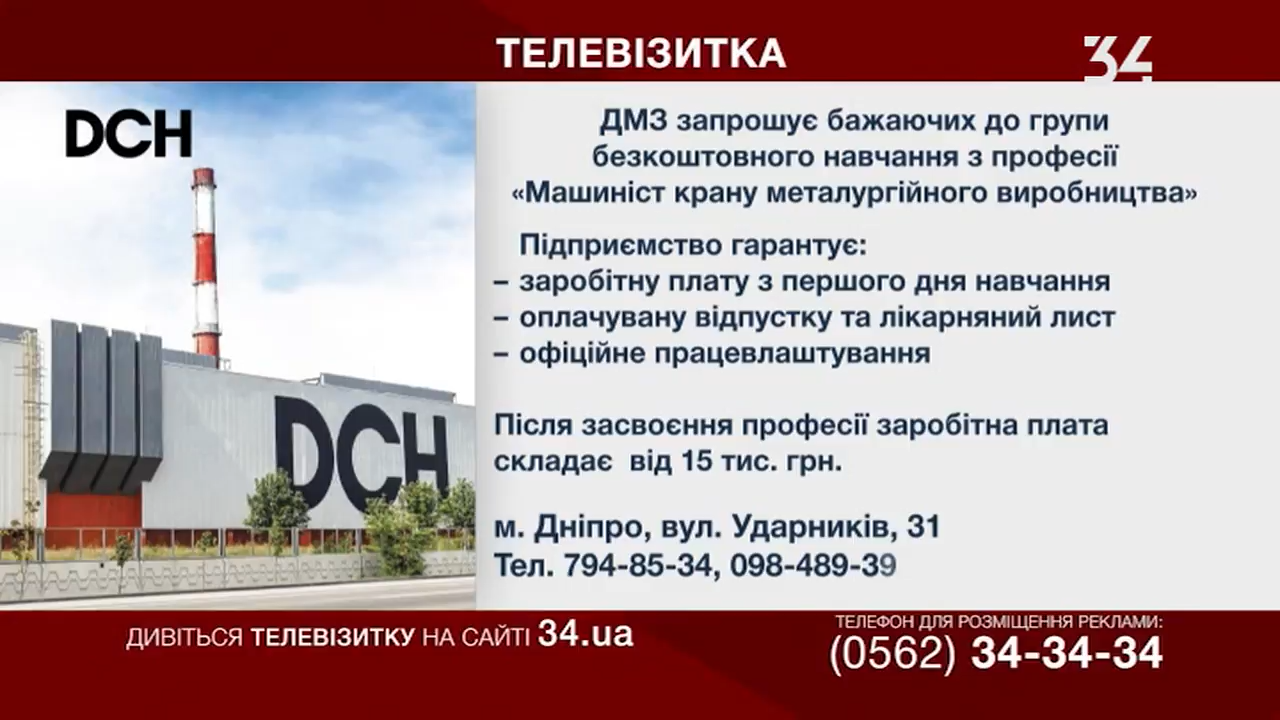 ТЕЛЕВІЗИТКА
34
DCH
ДМЗ запрошує бажаючих до групи
безкоштовного навчання з професії
«Машиніст крану металургійного виробництва»
Підприємство гарантує:
– заробітну плату з першого дня навчання
– оплачувану відпустку та лікарняний лист
– офіційне працевлаштування
DCH
Після засвоєння професії заробітна плата
складає від 15 тис. грн.
м. Дніпро, вул. Ударників, 31
Тел. 794-85-34, 098-489-39
ДИВІТЬСЯ ТЕЛЕВІЗИТКУ НА САЙТІ 34.ua
ТЕЛЕФОН ДЛЯ РОЗМІЩЕННЯ РЕКЛАМИ:
(0562) 34-34-34